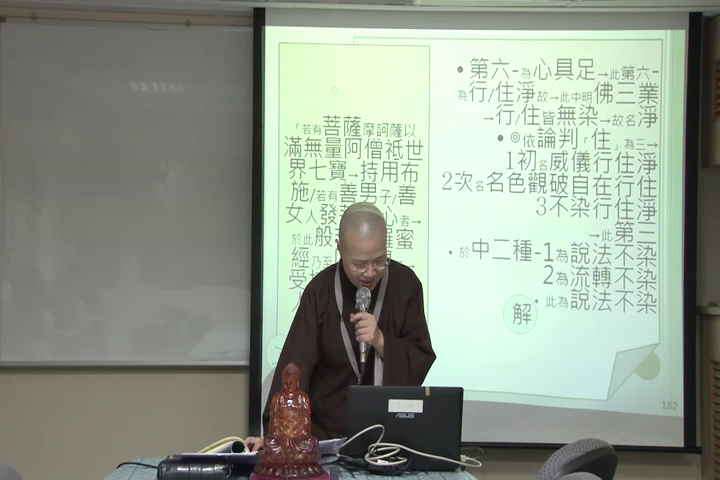 「若有菩薩摩訶薩以
滿無量阿僧祇世
界七寶→持用布
施/若有善男子/善
女人發
心者→
於此般
蜜
經乃至
受
•第六-為心具足→此第六-
為行/住淨故→此中明佛三業
→行/住皆無染→故名淨
•◎依論判「住」為三→
1初名威儀行住淨
2次名名色觀破自在行住
3不染行住淨
→此第三
•於中二種-1為說法不染
2為流轉不染
•此為說法不染
解
182
ASUS